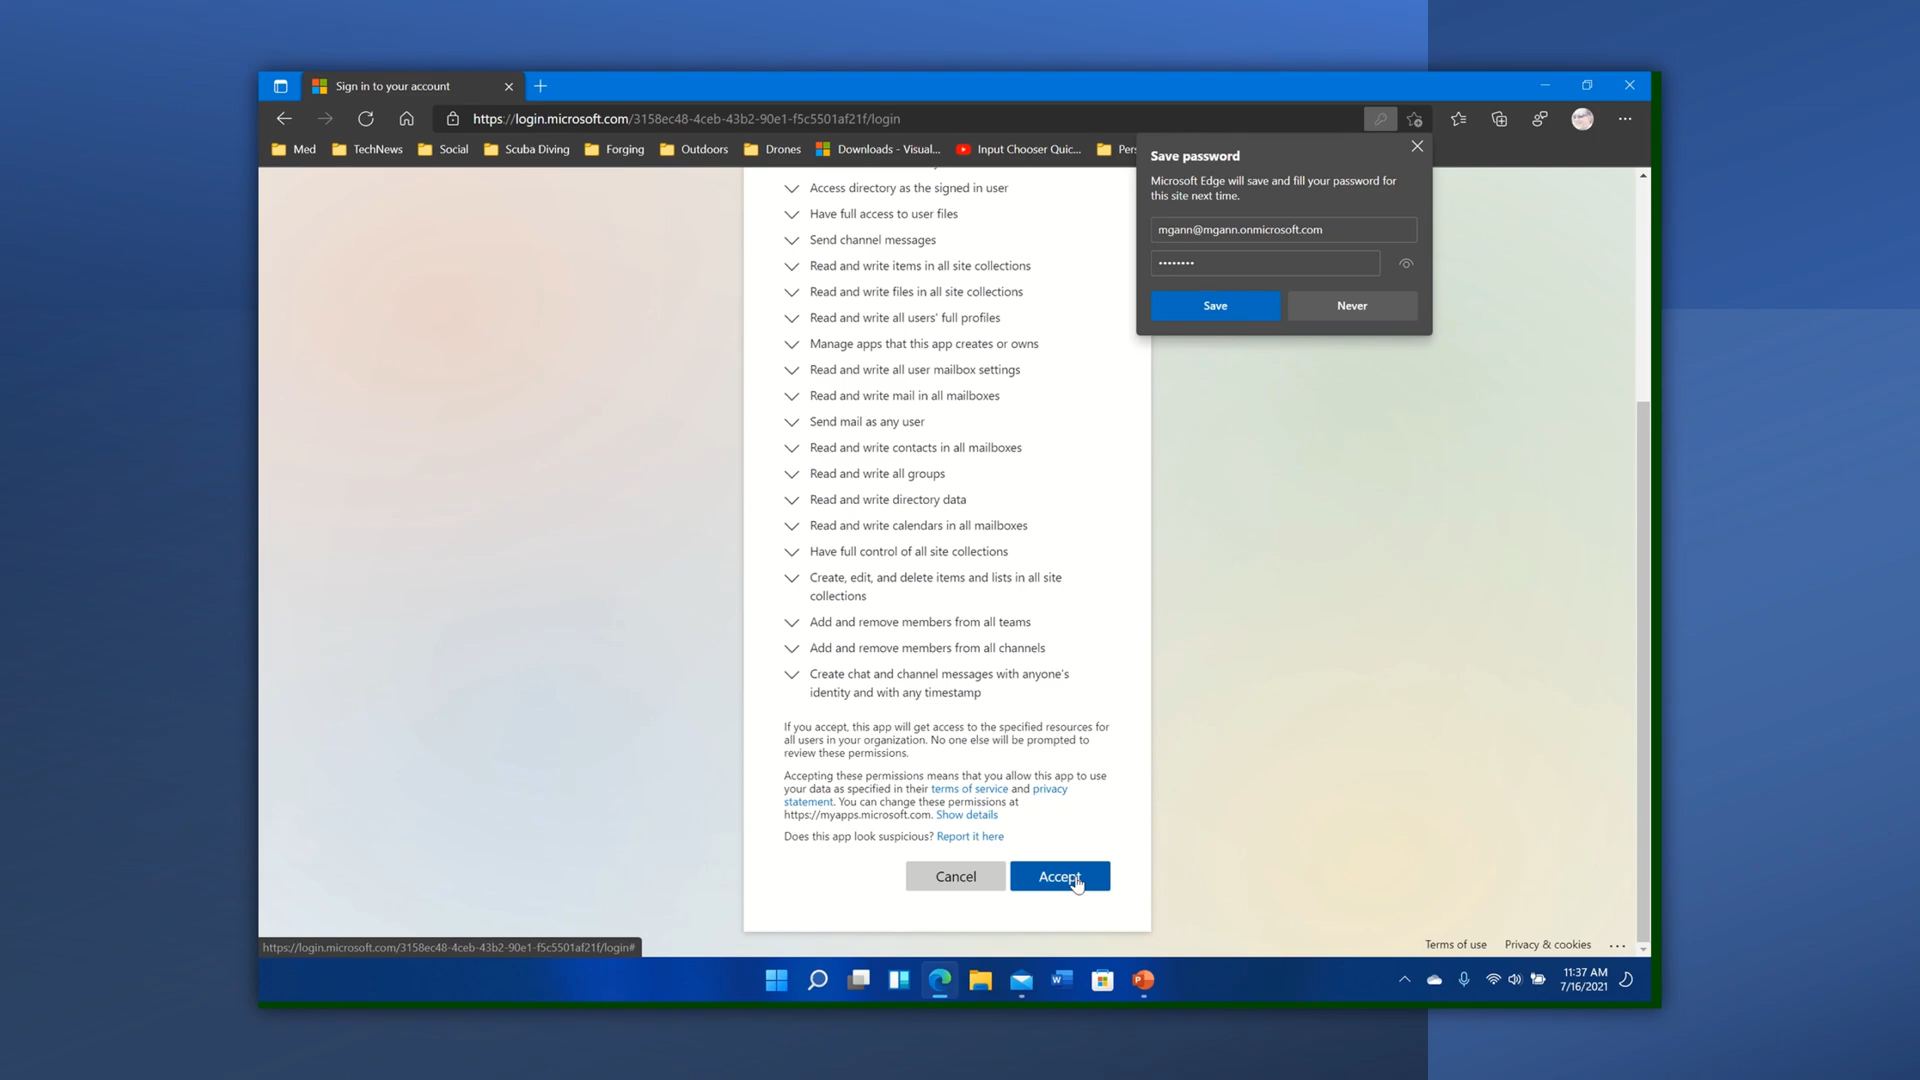 Sign in to your account
https://login.microsoft.com/3158ec48-4ceb-43b2-90e1-f5c5501af21f/login
Med
TechNews
Social
Scuba Diving
Forging
Outdoors
Drones
Downloads - Visual...
Input Chooser Quic...
Save password
Microsoft Edge will save and fill your password for
this site next time.
mgann@mgann.onmicrosoft.com
••••••••
Save
Never
Access directory as the signed in user
Have full access to user files
Send channel messages
Read and write items in all site collections
Read and write files in all site collections
Read and write all users' full profiles
Manage apps that this app creates or owns
Read and write all user mailbox settings
Read and write mail in all mailboxes
Send mail as any user
Read and write contacts in all mailboxes
Read and write all groups
Read and write directory data
Read and write calendars in all mailboxes
Have full control of all site collections
Create, edit, and delete items and lists in all site
collections
Add and remove members from all teams
Add and remove members from all channels
Create chat and channel messages with anyone's
identity and with any timestamp
If you accept, this app will get access to the specified resources for
all users in your organization. No one else will be prompted to
review these permissions.
Accepting these permissions means that you allow this app to use
your data as specified in their terms of service and privacy
statement. You can change these permissions at
https://myapps.microsoft.com. Show details
Does this app look suspicious? Report it here
Cancel
Accept
https://login.microsoft.com/3158ec48-4ceb-43b2-90e1-f5c5501af21f/login#
Terms of use
Privacy & cookies
...
11:37 AM
7/16/2021